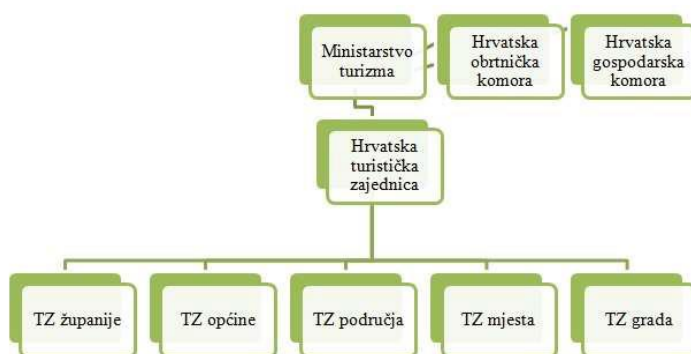 Ministarstvo
turizma
Hrvatska
obrtnička
komora
Hrvatska
gospodarska
komora
Hrvatska
turistička
zajednica
TZ županije
TZ općine
TZ područja
TZ mjesta
TZ grada